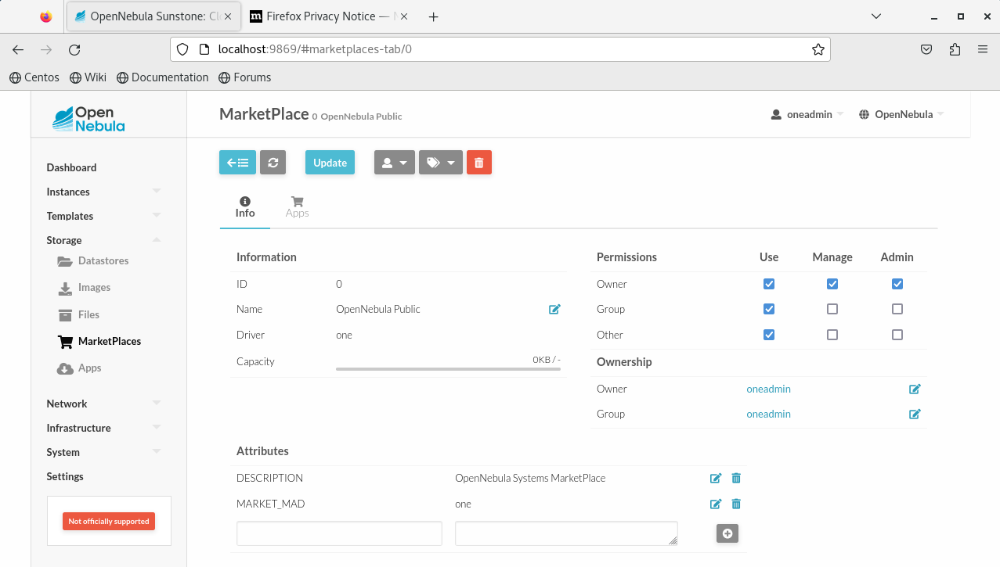 OpenNebula Sunstone: Cl
Firefox Privacy Notice —
localhost:9869/#marketplaces-tab/0
Centos
Wiki
Documentation
Forums
Open
Nebula
MarketPlace 0 OpenNebula Public
oneadmin
OpenNebula
Dashboard
Instances
Templates
Storage
Datastores
Images
Files
MarketPlaces
Apps
Network
Infrastructure
System
Settings
Not officially supported
Update
Info
Apps
Information
ID 0
Name OpenNebula Public
Driver one
Capacity 0KB / -
Permissions Use Manage Admin
Owner
Group
Other
Ownership
Owner oneadmin
Group oneadmin
Attributes
DESCRIPTION OpenNebula Systems MarketPlace
MARKET_MAD one